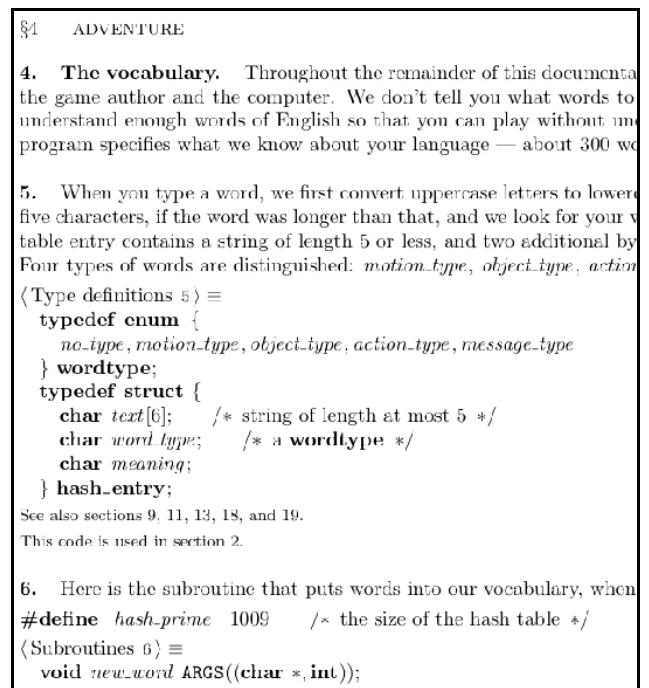 §4 ADVENTURE
4. The vocabulary. Throughout the remainder of this documenta
the game author and the computer. We don't tell you what words to
understand enough words of English so that you can play without un
program specifies what we know about your language — about 300 wo
5. When you type a word, we first convert uppercase letters to lower
five characters, if the word was longer than that, and we look for your
table entry contains a string of length 5 or less, and two additional by
Four types of words are distinguished: motion_type, object_type, action
⟨ Type definitions 5 ⟩ ≡
typedef enum {
no_type, motion_type, object_type, action_type, message_type
} wordtype;
typedef struct {
char text[6]; /* string of length at most 5 */
char word_type; /* a wordtype */
char meaning;
} hash_entry;
See also sections 9, 11, 13, 18, and 19.
This code is used in section 2.
6. Here is the subroutine that puts words into our vocabulary, when
#define hash_prime 1009 /* the size of the hash table */
⟨ Subroutines 6 ⟩ ≡
void new_word ARGS((char *, int));